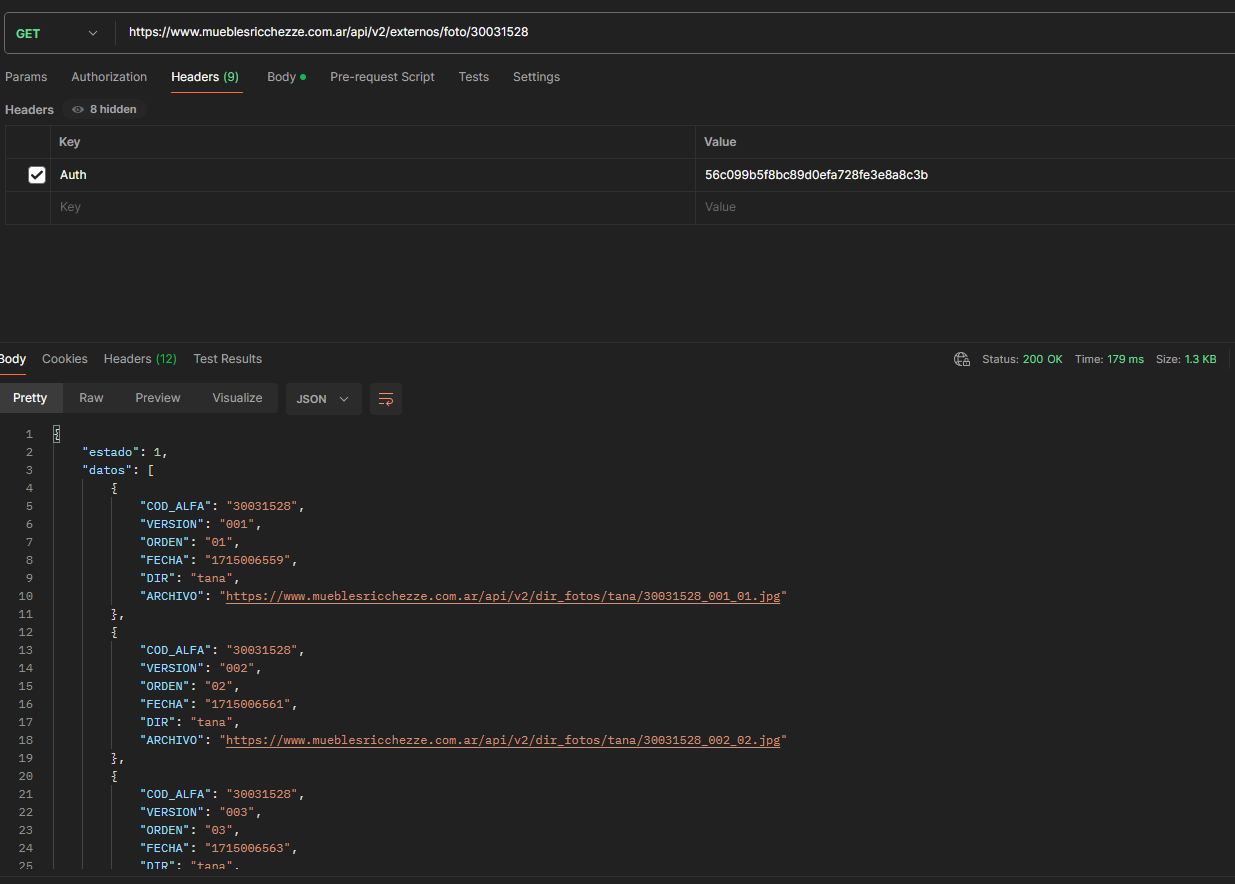 GET https://www.mueblesricchezze.com.ar/api/v2/externos/foto/30031528
Params Authorization Headers (9) Body Pre-request Script Tests Settings
Headers 8 hidden
Key Value
Auth 56c099b5f8bc89d0efa728fe3e8a8c3b
Key Value
Body Cookies Headers (12) Test Results Status: 200 OK Time: 179 ms Size: 1.3 KB
Pretty Raw Preview Visualize JSON
1 {
2 "estado": 1,
3 "datos": [
4 {
5 "COD_ALFA": "30031528",
6 "VERSION": "001",
7 "ORDEN": "01",
8 "FECHA": "1715006559",
9 "DIR": "tana",
10 "ARCHIVO": "https://www.mueblesricchezze.com.ar/api/v2/dir_fotos/tana/30031528_001_01.jpg"
11 },
12 {
13 "COD_ALFA": "30031528",
14 "VERSION": "002",
15 "ORDEN": "02",
16 "FECHA": "1715006561",
17 "DIR": "tana",
18 "ARCHIVO": "https://www.mueblesricchezze.com.ar/api/v2/dir_fotos/tana/30031528_002_02.jpg"
19 },
20 {
21 "COD_ALFA": "30031528",
22 "VERSION": "003",
23 "ORDEN": "03",
24 "FECHA": "1715006563",
25 "DIR": "tana",